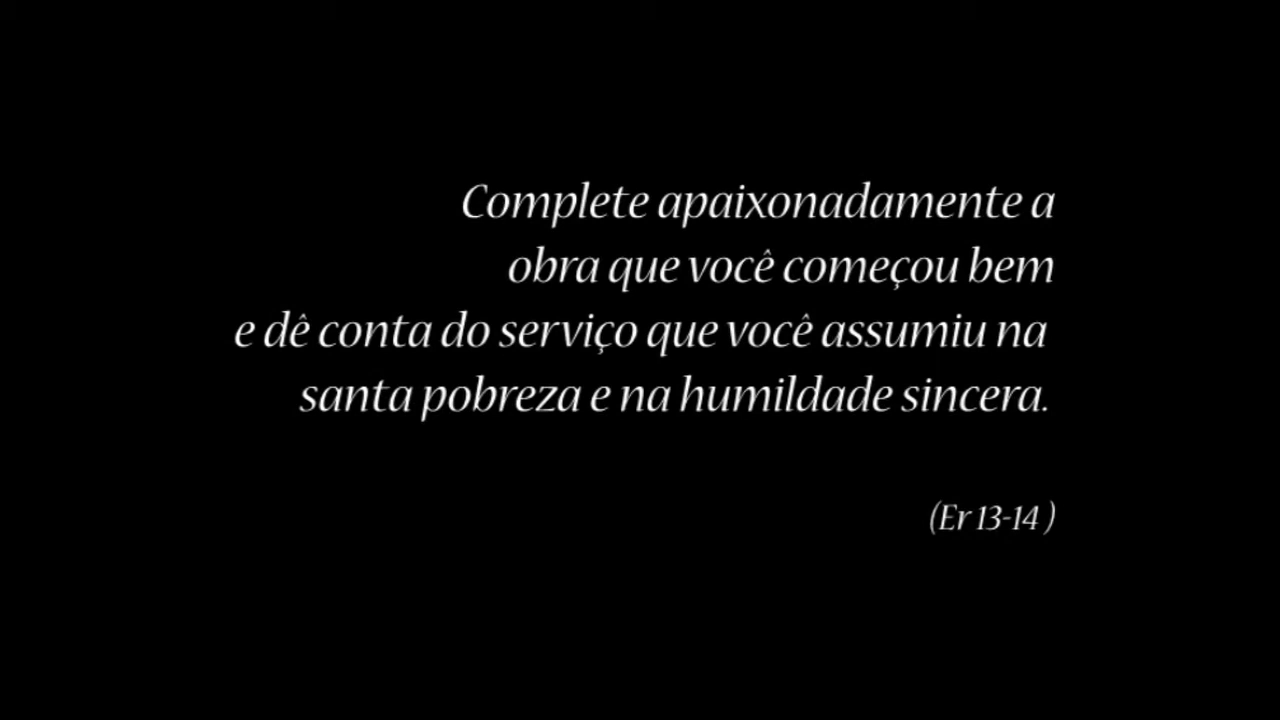 Complete apaixonadamente a
obra que você começou bem
e dê conta do serviço que você assumiu na
santa pobreza e na humildade sincera.
(Er 13-14 )